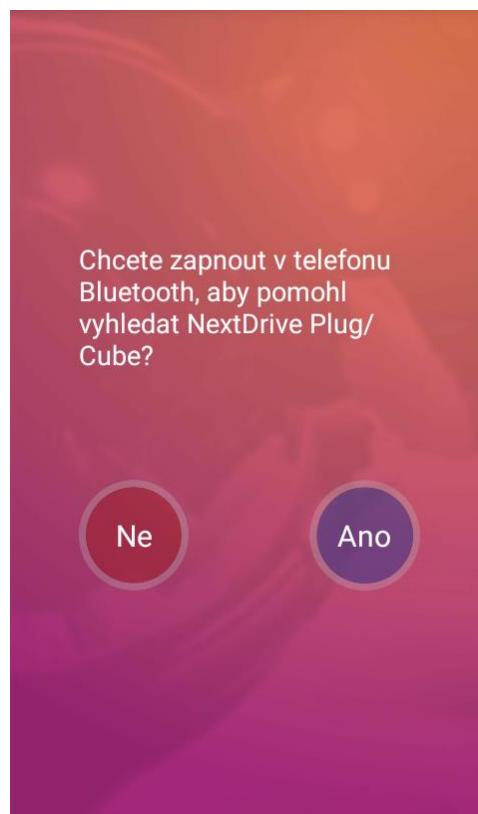 Chcete zapnout v telefonu
Bluetooth, aby pomohl
vyhledat NextDrive Plug/
Cube?
Ne
Ano